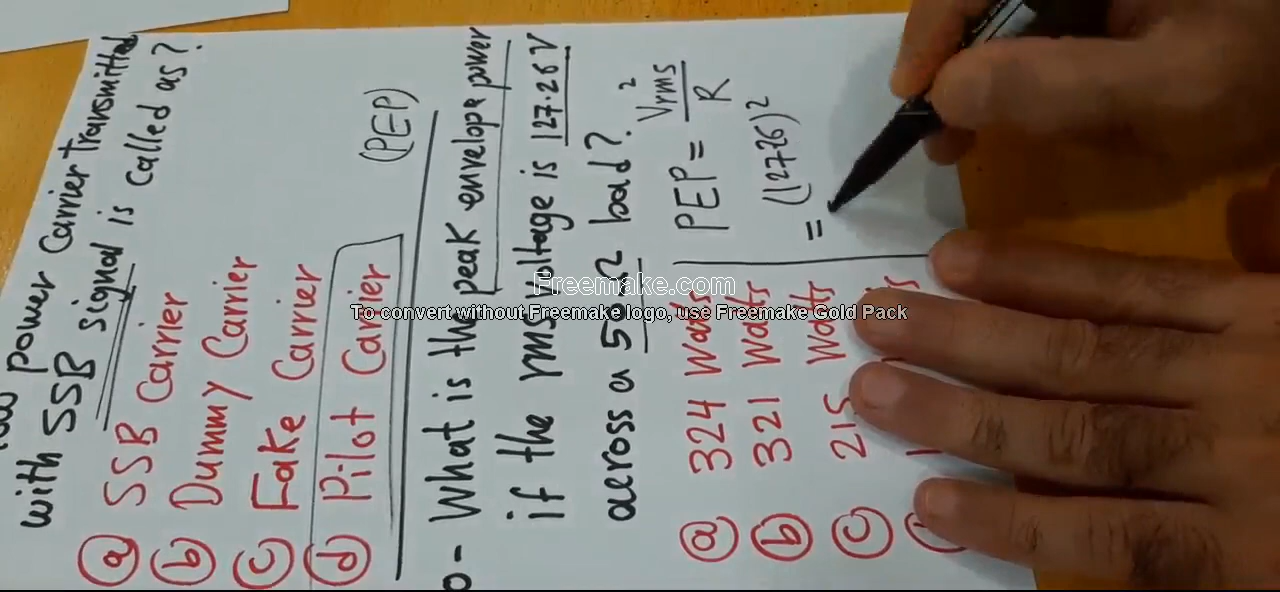 power Carrier transmitted
with SSB signal is called as?
a SSB Carrier
b Dummy Carrier
c Fake Carrier
d Pilot Carrier
(PEP)
0- What is the peak envelope power
if the rms voltage is 127.26 V
across a 50Ω load?
a 324 Watts
b 321 Watts
c 215 Watts
PEP = Vrms² / R
= (12726)²
Freemake.com
To convert without Freemake logo, use Freemake Gold Pack